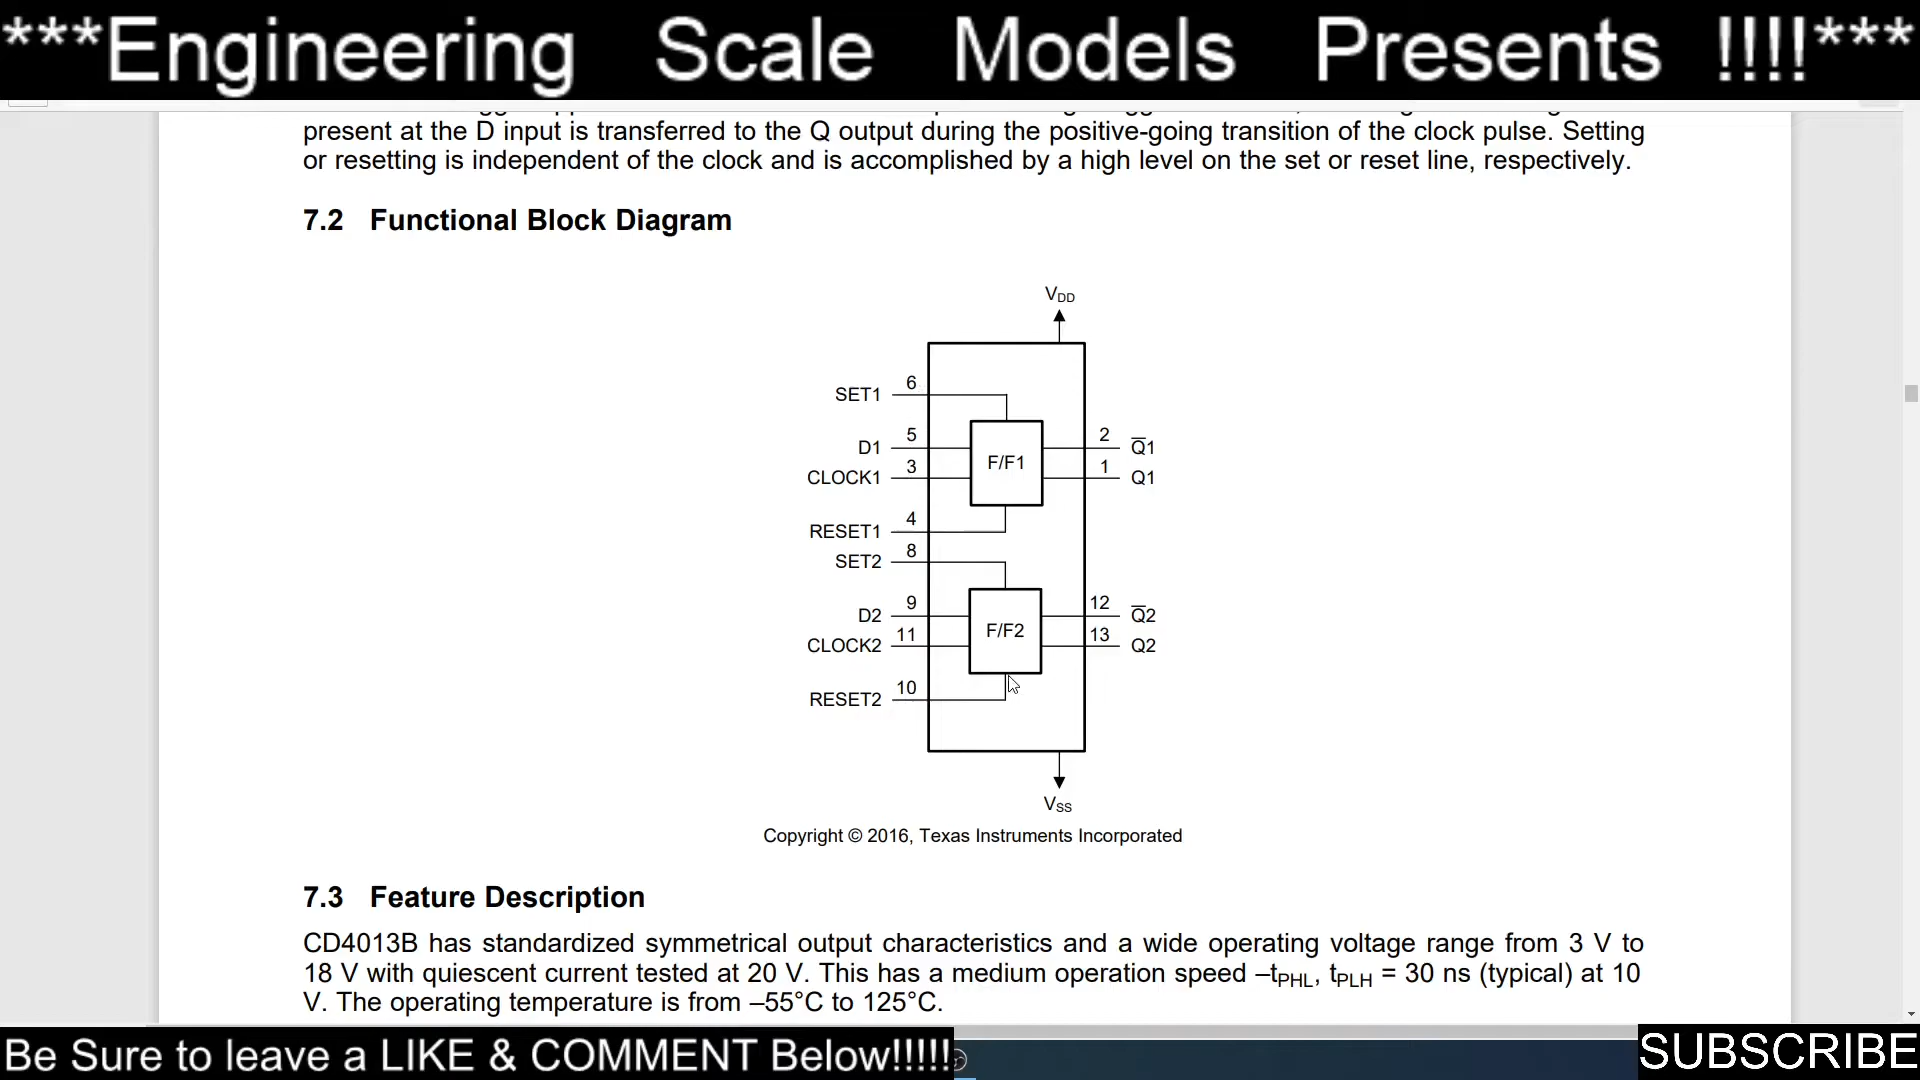 ***Engineering Scale Models Presents !!!!***
present at the D input is transferred to the Q output during the positive-going transition of the clock pulse. Setting
or resetting is independent of the clock and is accomplished by a high level on the set or reset line, respectively.
7.2 Functional Block Diagram
VDD
SET1 6
D1 5
CLOCK1 3
RESET1 4
F/F1
2 Q̅1
1 Q1
SET2 8
D2 9
CLOCK2 11
RESET2 10
F/F2
12 Q̅2
13 Q2
VSS
Copyright © 2016, Texas Instruments Incorporated
7.3 Feature Description
CD4013B has standardized symmetrical output characteristics and a wide operating voltage range from 3 V to
18 V with quiescent current tested at 20 V. This has a medium operation speed –tPHL, tPLH = 30 ns (typical) at 10
V. The operating temperature is from –55°C to 125°C.
Be Sure to leave a LIKE & COMMENT Below!!!!!
SUBSCRIBE